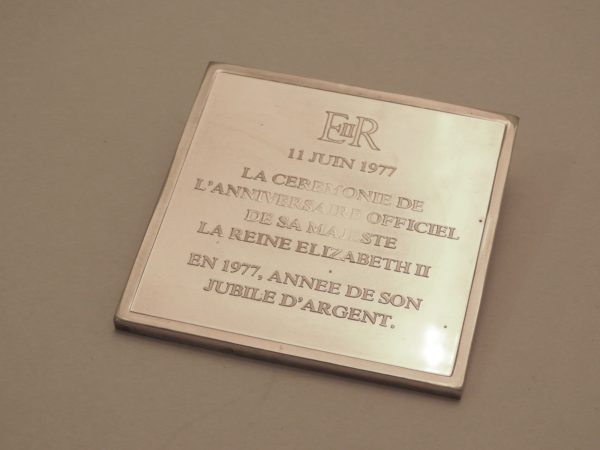 EIIR
11 JUIN 1977
LA CEREMONIE DE
L'ANNIVERSAIRE OFFICIEL
DE SA MAJESTE
LA REINE ELIZABETH II
EN 1977, ANNEE DE SON
JUBILE D'ARGENT.